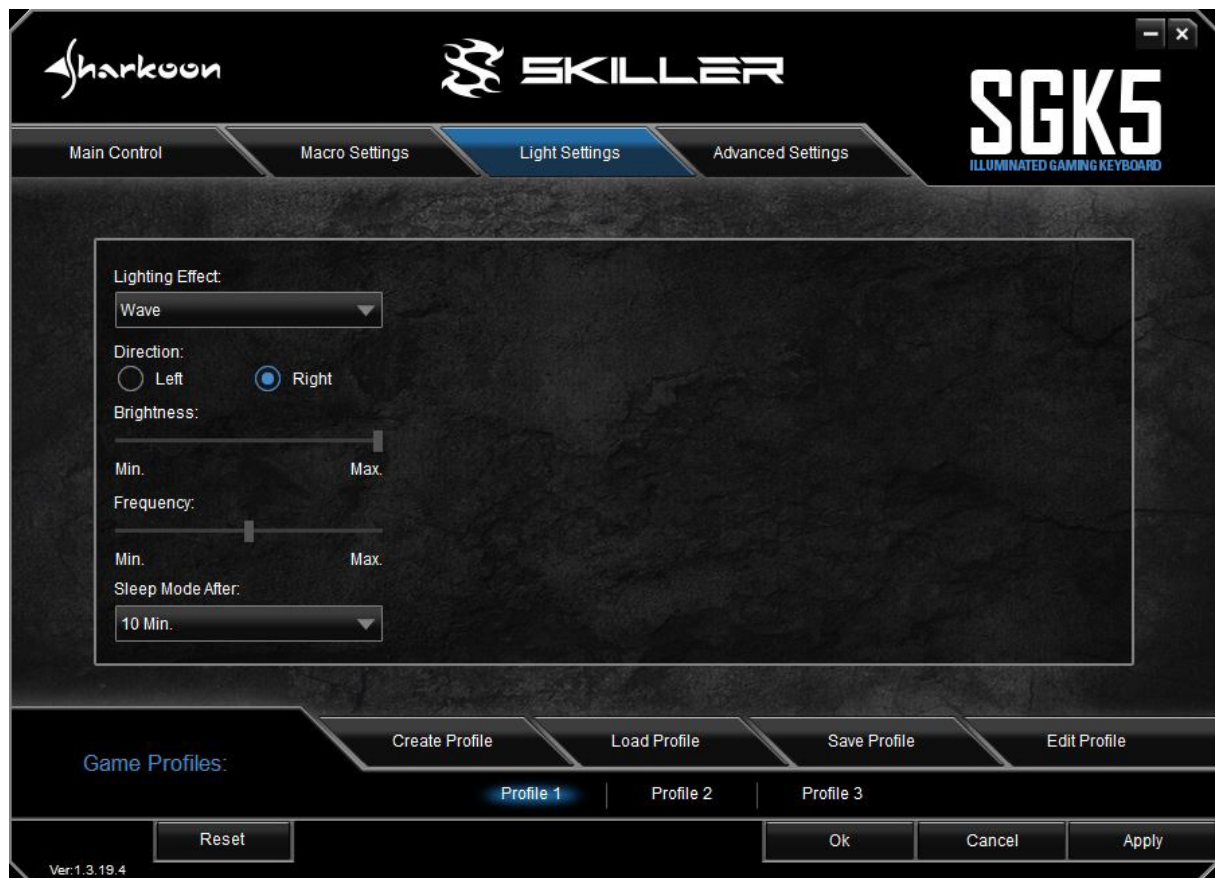 Sharkoon
SKILLER
SGK5
ILLUMINATED GAMING KEYBOARD
Main Control
Macro Settings
Light Settings
Advanced Settings
Lighting Effect:
Wave
Direction:
Left Right
Brightness:
Min. Max.
Frequency:
Min. Max.
Sleep Mode After:
10 Min.
Game Profiles:
Create Profile
Load Profile
Save Profile
Edit Profile
Profile 1
Profile 2
Profile 3
Reset
Ok
Cancel
Apply
Ver:1.3.19.4